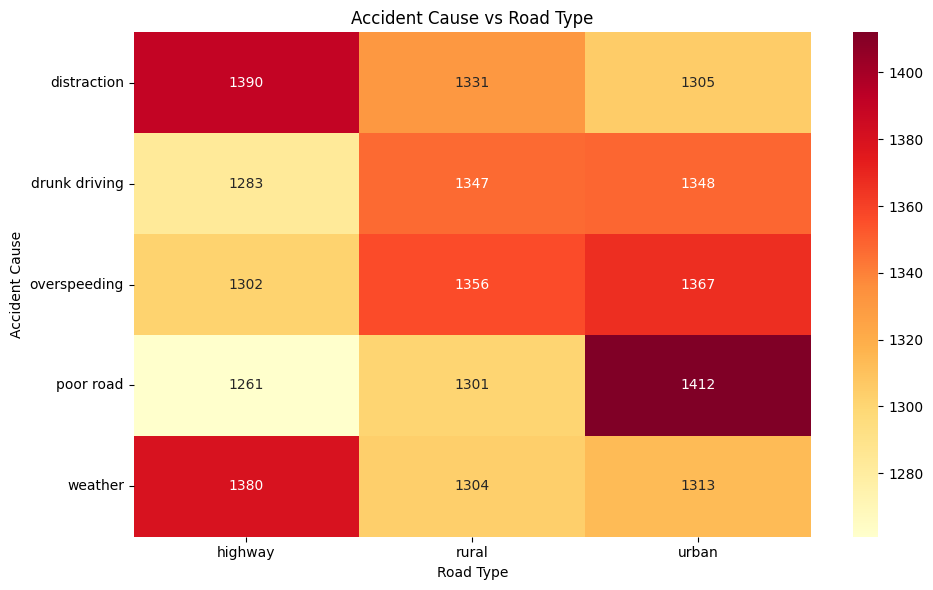 Accident Cause vs Road Type
distraction 1390 1331 1305
drunk driving 1283 1347 1348
overspeeding 1302 1356 1367
poor road 1261 1301 1412
weather 1380 1304 1313
highway rural urban
Road Type
Accident Cause
1400
1380
1360
1340
1320
1300
1280